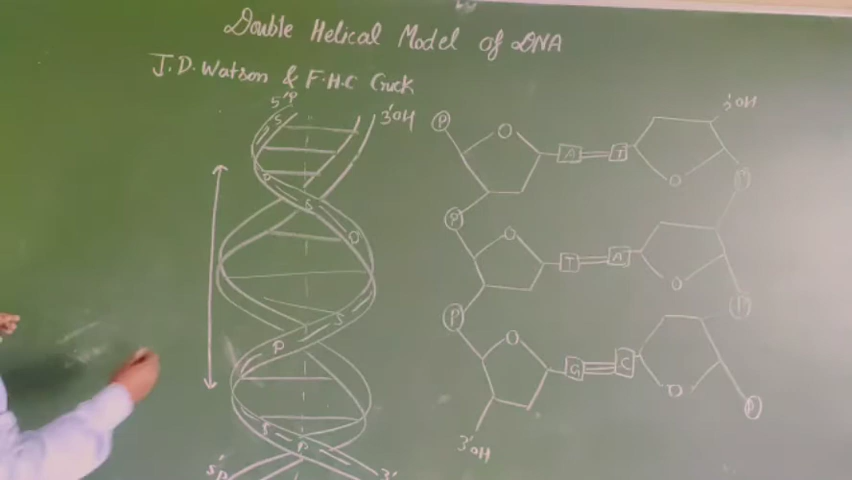 Double Helical Model of DNA
J.D. Watson & F.H.C Crick
5'P
3'OH
S
P
S
O
S
P
S
P
5'P
3'
P
O
A
T
O
3'OH
P
P
O
T
A
O
P
P
O
G
C
O
P
3'OH